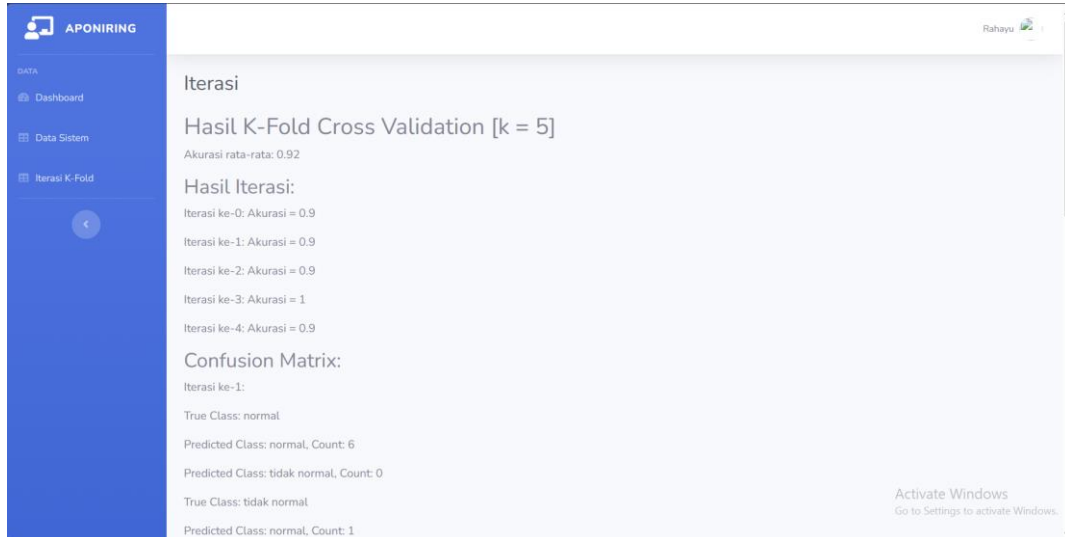 APONIRING
Rahayu
DATA
Dashboard
Data Sistem
Iterasi K-Fold
Iterasi
Hasil K-Fold Cross Validation [k = 5]
Akurasi rata-rata: 0.92
Hasil Iterasi:
Iterasi ke-0: Akurasi = 0.9
Iterasi ke-1: Akurasi = 0.9
Iterasi ke-2: Akurasi = 0.9
Iterasi ke-3: Akurasi = 1
Iterasi ke-4: Akurasi = 0.9
Confusion Matrix:
Iterasi ke-1:
True Class: normal
Predicted Class: normal, Count: 6
Predicted Class: tidak normal, Count: 0
True Class: tidak normal
Predicted Class: normal, Count: 1
Activate Windows
Go to Settings to activate Windows.